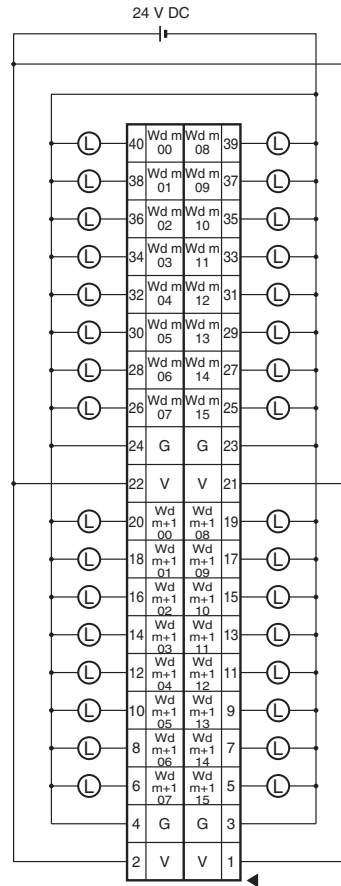 24 V DC
L 40 Wd m 00 Wd m 08 39 L
L 38 Wd m 01 Wd m 09 37 L
L 36 Wd m 02 Wd m 10 35 L
L 34 Wd m 03 Wd m 11 33 L
L 32 Wd m 04 Wd m 12 31 L
L 30 Wd m 05 Wd m 13 29 L
L 28 Wd m 06 Wd m 14 27 L
L 26 Wd m 07 Wd m 15 25 L
24 G G 23
22 V V 21
L 20 Wd m+1 00 Wd m+1 08 19 L
L 18 Wd m+1 01 Wd m+1 09 17 L
L 16 Wd m+1 02 Wd m+1 10 15 L
L 14 Wd m+1 03 Wd m+1 11 13 L
L 12 Wd m+1 04 Wd m+1 12 11 L
L 10 Wd m+1 05 Wd m+1 13 9 L
L 8 Wd m+1 06 Wd m+1 14 7 L
L 6 Wd m+1 07 Wd m+1 15 5 L
4 G G 3
2 V V 1